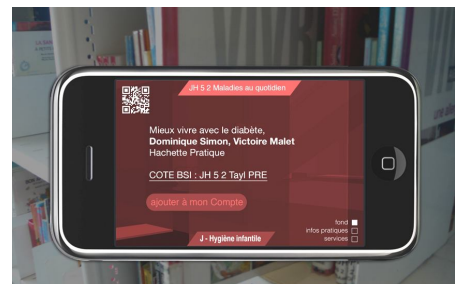 JH 5 2 Maladies au quotidien
Mieux vivre avec le diabète,
Dominique Simon, Victoire Malet
Hachette Pratique
COTE BSI : JH 5 2 Tayl PRE
ajouter à mon Compte
fond
infos pratiques
services
J - Hygiène infantile